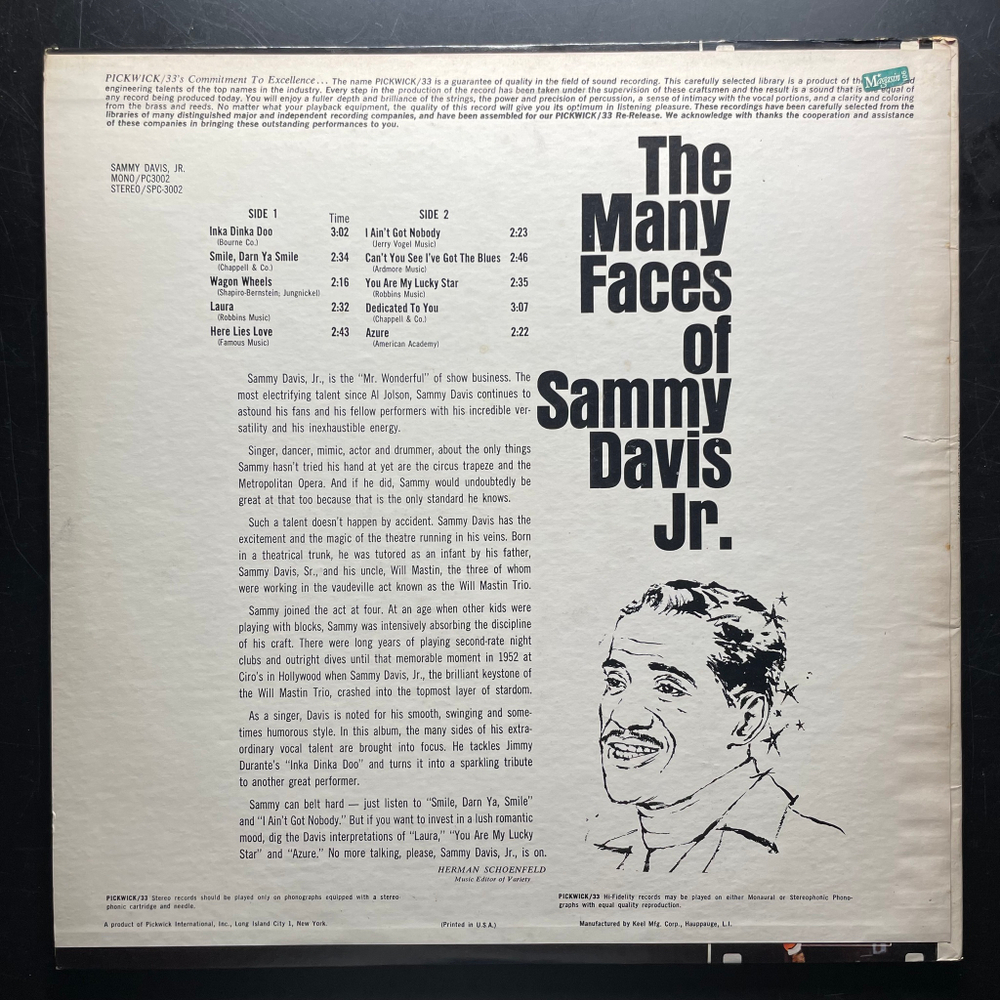 PICKWICK/33's Commitment To Excellence... The name PICKWICK/33 is a guarantee of quality in the field of sound recording. This carefully selected library is a product of
engineering talents of the top names in the industry. Every step in the production of the record has been taken under the supervision of these craftsmen and the result is a sound that is equal of
any record being produced today. You will enjoy a fuller depth and brilliance of the strings, the power and precision of percussion, a sense of intimacy with the vocal portions, and a clarity and coloring
from the brass and reeds. No matter what your playback equipment, the quality of this record will give you its optimum in listening pleasure. These recordings have been carefully selected from the
libraries of many distinguished major and independent recording companies, and have been assembled for our PICKWICK/33 Re-Release. We acknowledge with thanks the cooperation and assistance
of these companies in bringing these outstanding performances to you.
SAMMY DAVIS, JR.
MONO/PC3002
STEREO/SPC-3002
The
Many
Faces
of
Sammy
Davis
Jr.
SIDE 1 Time SIDE 2
Inka Dinka Doo 3:02 I Ain't Got Nobody 2:23
(Bourne Co.) (Jerry Vogel Music)
Smile, Darn Ya Smile 2:34 Can't You See I've Got The Blues 2:46
(Chappell & Co.) (Ardmore Music)
Wagon Wheels 2:16 You Are My Lucky Star 2:35
(Shapiro-Bernstein; Jungnickel) (Robbins Music)
Laura 2:32 Dedicated To You 3:07
(Robbins Music) (Chappell & Co.)
Here Lies Love 2:43 Azure 2:22
(Famous Music) (American Academy)
Sammy Davis, Jr., is the "Mr. Wonderful" of show business. The
most electrifying talent since Al Jolson, Sammy Davis continues to
astound his fans and his fellow performers with his incredible ver-
satility and his inexhaustible energy.
Singer, dancer, mimic, actor and drummer, about the only things
Sammy hasn't tried his hand at yet are the circus trapeze and the
Metropolitan Opera. And if he did, Sammy would undoubtedly be
great at that too because that is the only standard he knows.
Such a talent doesn't happen by accident. Sammy Davis has the
excitement and the magic of the theatre running in his veins. Born
in a theatrical trunk, he was tutored as an infant by his father,
Sammy Davis, Sr., and his uncle, Will Mastin, the three of whom
were working in the vaudeville act known as the Will Mastin Trio.
Sammy joined the act at four. At an age when other kids were
playing with blocks, Sammy was intensively absorbing the discipline
of his craft. There were long years of playing second-rate night
clubs and outright dives until that memorable moment in 1952 at
Ciro's in Hollywood when Sammy Davis, Jr., the brilliant keystone of
the Will Mastin Trio, crashed into the topmost layer of stardom.
As a singer, Davis is noted for his smooth, swinging and some-
times humorous style. In this album, the many sides of his extra-
ordinary vocal talent are brought into focus. He tackles Jimmy
Durante's "Inka Dinka Doo" and turns it into a sparkling tribute
to another great performer.
Sammy can belt hard — just listen to "Smile, Darn Ya, Smile"
and "I Ain't Got Nobody." But if you want to invest in a lush romantic
mood, dig the Davis interpretations of "Laura," "You Are My Lucky
Star" and "Azure." No more talking, please, Sammy Davis, Jr., is on.
HERMAN SCHOENFELD
Music Editor of Variety
PICKWICK/33 Stereo records should be played only on phonographs equipped with a stereo
phonic cartridge and needle.
PICKWICK/33 Hi-Fidelity records may be played on either Monaural or Stereophonic Phono-
graphs with equal quality reproduction.
A product of Pickwick International, Inc., Long Island City 1, New York. (Printed in U.S.A.) Manufactured by Keel Mfg. Corp., Hauppauge, L.I.